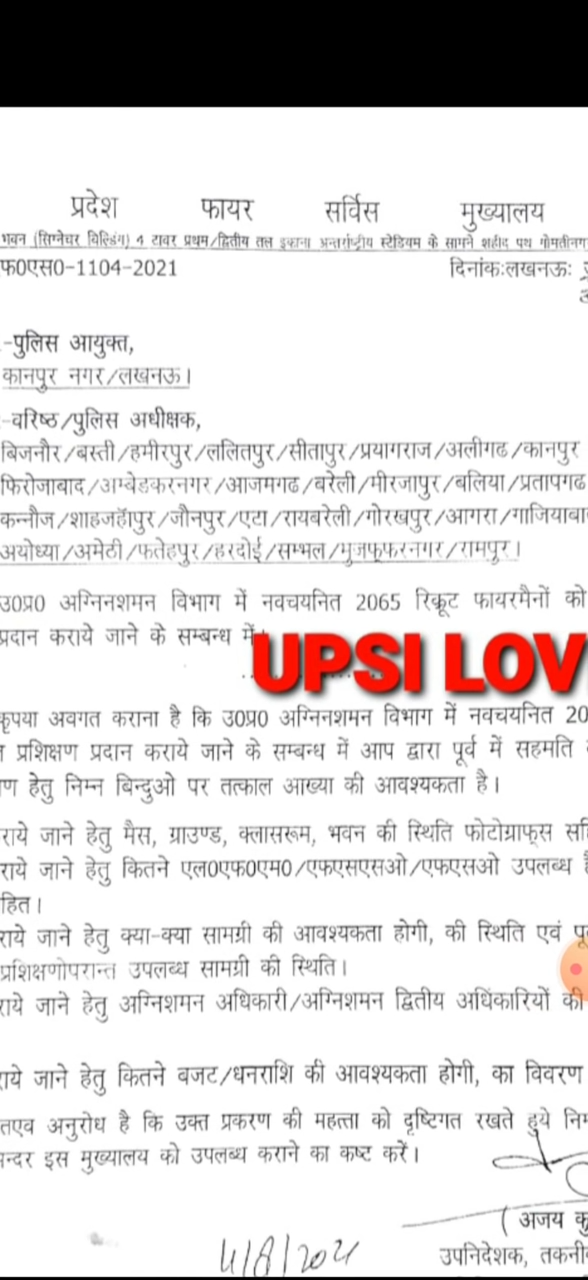 प्रदेश फायर सर्विस मुख्यालय
भवन (सिग्नेचर विल्डिंग) 4 टावर प्रथम/द्वितीय तल इकाना अन्तर्राष्ट्रीय स्टेडियम के सामने शहीद पथ गोमतीनगर
फ0एस0-1104-2021 दिनांकःलखनऊः
-पुलिस आयुक्त,
कानपुर नगर/लखनऊ।
-वरिष्ठ/पुलिस अधीक्षक,
बिजनौर/बस्ती/हमीरपुर/ललितपुर/सीतापुर/प्रयागराज/अलीगढ/कानपुर
फिरोजाबाद/अम्बेडकरनगर/आजमगढ/बरेली/मीरजापुर/बलिया/प्रतापगढ
कन्नौज/शाहजहॅापुर/जौनपुर/एटा/रायबरेली/गोरखपुर/आगरा/गाजियाबा
अयोध्या/अमेठी/फतेहपुर/हरदोई/सम्भल/मुजफ्फरनगर/रामपुर।
उ0प्र0 अग्निनशमन विभाग में नवचयनित 2065 रिक्रूट फायरमैनों को
प्रदान कराये जाने के सम्बन्ध में
UPSI LOV
कृपया अवगत कराना है कि उ0प्र0 अग्निनशमन विभाग में नवचयनित 20
प्रशिक्षण प्रदान कराये जाने के सम्बन्ध में आप द्वारा पूर्व में सहमति
ण हेतु निम्न बिन्दुओ पर तत्काल आख्या की आवश्यकता है।
राये जाने हेतु मैस, ग्राउण्ड, क्लासरूम, भवन की स्थिति फोटोग्राफ्स सहि
राये जाने हेतु कितने एल0एफ0एम0/एफएसएसओ/एफएसओ उपलब्ध है
हित।
राये जाने हेतु क्या-क्या सामग्री की आवश्यकता होगी, की स्थिति एवं पू
प्रशिक्षणोपरान्त उपलब्ध सामग्री की स्थिति।
राये जाने हेतु अग्निशमन अधिकारी/अग्निशमन द्वितीय अधिकारियों की
राये जाने हेतु कितने बजट/धनराशि की आवश्यकता होगी, का विवरण
तएव अनुरोध है कि उक्त प्रकरण की महत्ता को दृष्टिगत रखते हुये निम
न्दर इस मुख्यालय को उपलब्ध कराने का कष्ट करें।
( अजय कु
4/8/2021 उपनिदेशक, तकनी